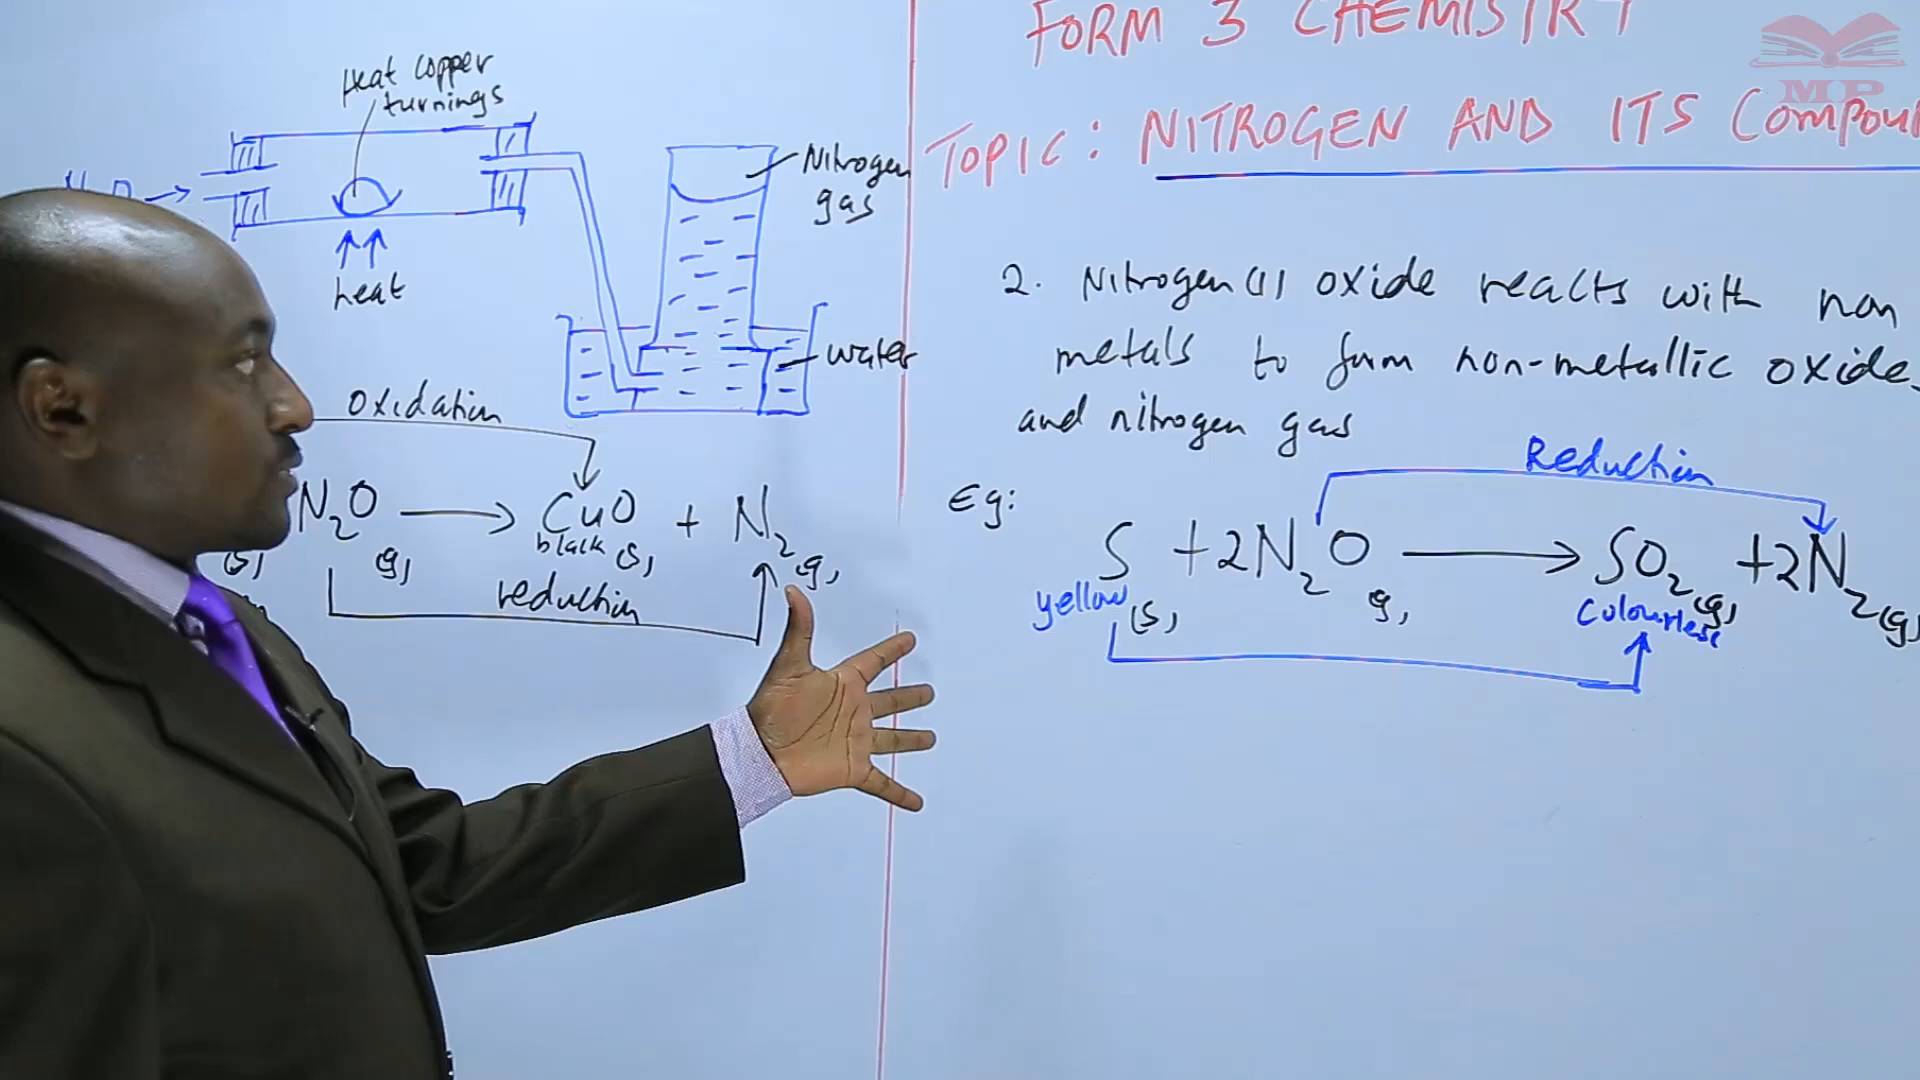 Heat copper
turnings
Nitrogen
gas
heat
water
oxidation
N₂O(g) → CuO(s) + N₂(g)
(s)
black
reduction
FORM 3 CHEMISTRY
TOPIC: NITROGEN AND ITS
2. Nitrogen(I) oxide reacts with non
metals to form non-metallic oxide
and nitrogen gas
Reduction
Eg:
S(s) + 2N₂O(g) → SO₂(g) + 2N₂(g)
yellow
Colourless
MP